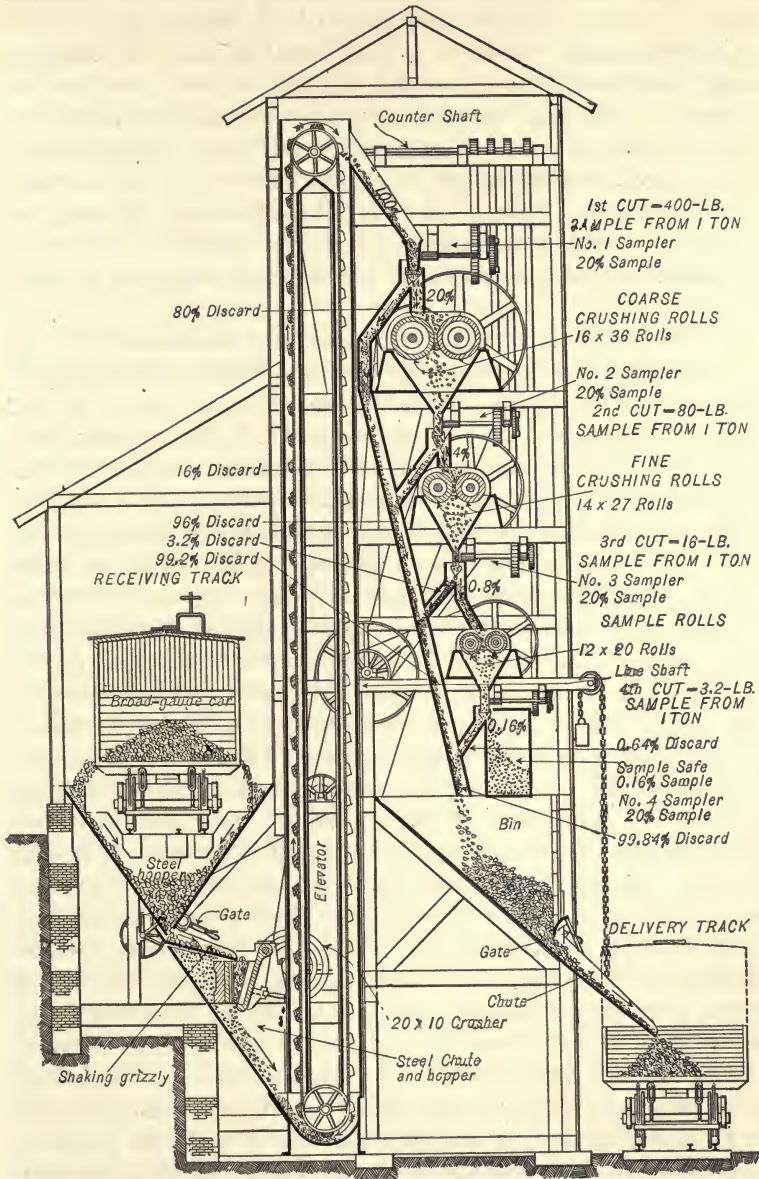 Counter Shaft
100%
1st CUT-400-LB.
SAMPLE FROM 1 TON
No. 1 Sampler
20% Sample
80% Discard
20%
COARSE
CRUSHING ROLLS
16 x 36 Rolls
No. 2 Sampler
20% Sample
2nd CUT-80-LB.
SAMPLE FROM 1 TON
16% Discard
4%
FINE
CRUSHING ROLLS
14 x 27 Rolls
96% Discard
3.2% Discard
99.2% Discard
3rd CUT-16-LB.
SAMPLE FROM 1 TON
No. 3 Sampler
20% Sample
0.8%
RECEIVING TRACK
SAMPLE ROLLS
12 x 20 Rolls
Line Shaft
4th CUT-3.2-LB.
SAMPLE FROM
1 TON
Broad-gauge car
0.16%
0.64% Discard
Sample Safe
0.16% Sample
No. 4 Sampler
20% Sample
99.84% Discard
Bin
Steel
hopper
Elevator
Gate
DELIVERY TRACK
Gate
Chute
20 x 10 Crusher
Steel Chute
and hopper
Shaking grizzly